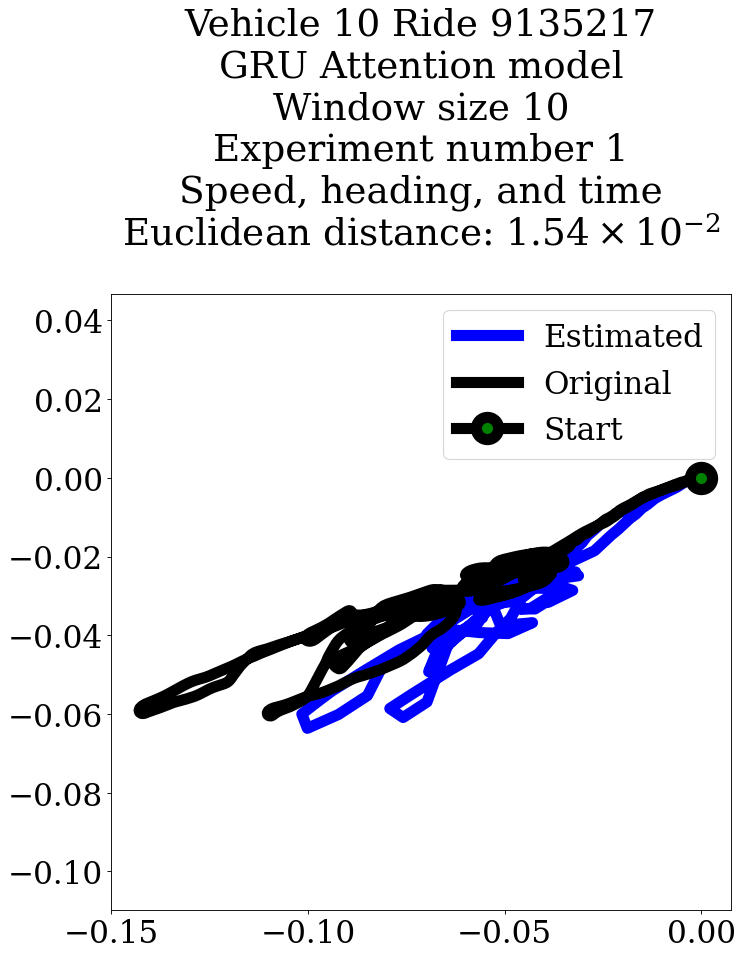 Vehicle 10 Ride 9135217
GRU Attention model
Window size 10
Experiment number 1
Speed, heading, and time
Euclidean distance: 1.54 × 10⁻²
Estimated
Original
Start
0.04
0.02
0.00
−0.02
−0.04
−0.06
−0.08
−0.10
−0.15 −0.10 −0.05 0.00